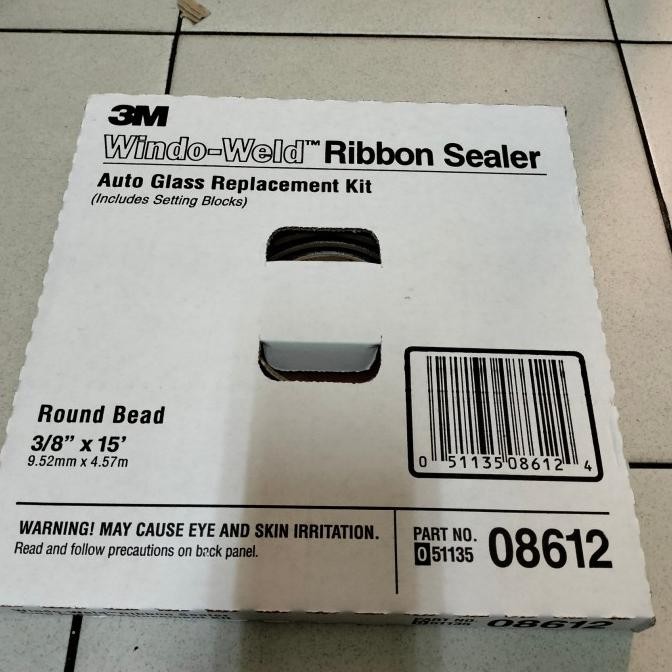 3M
Windo-Weld™ Ribbon Sealer
Auto Glass Replacement Kit
(Includes Setting Blocks)
Round Bead
3/8" x 15'
9.52mm x 4.57m
0 51135 08612 4
WARNING! MAY CAUSE EYE AND SKIN IRRITATION.
Read and follow precautions on back panel.
PART NO.
0 51135
08612
PART NO.
08612